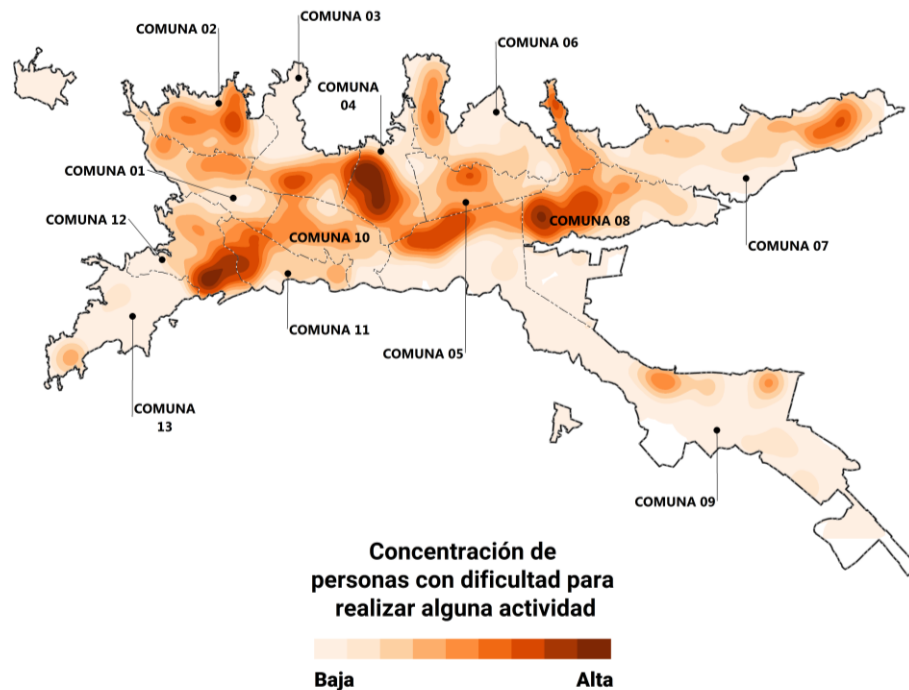 COMUNA 03
COMUNA 02
COMUNA 06
COMUNA
04
COMUNA 01
COMUNA 12
COMUNA 10
COMUNA 08
COMUNA 07
COMUNA 11
COMUNA 05
COMUNA
13
COMUNA 09
Concentración de
personas con dificultad para
realizar alguna actividad
Baja Alta